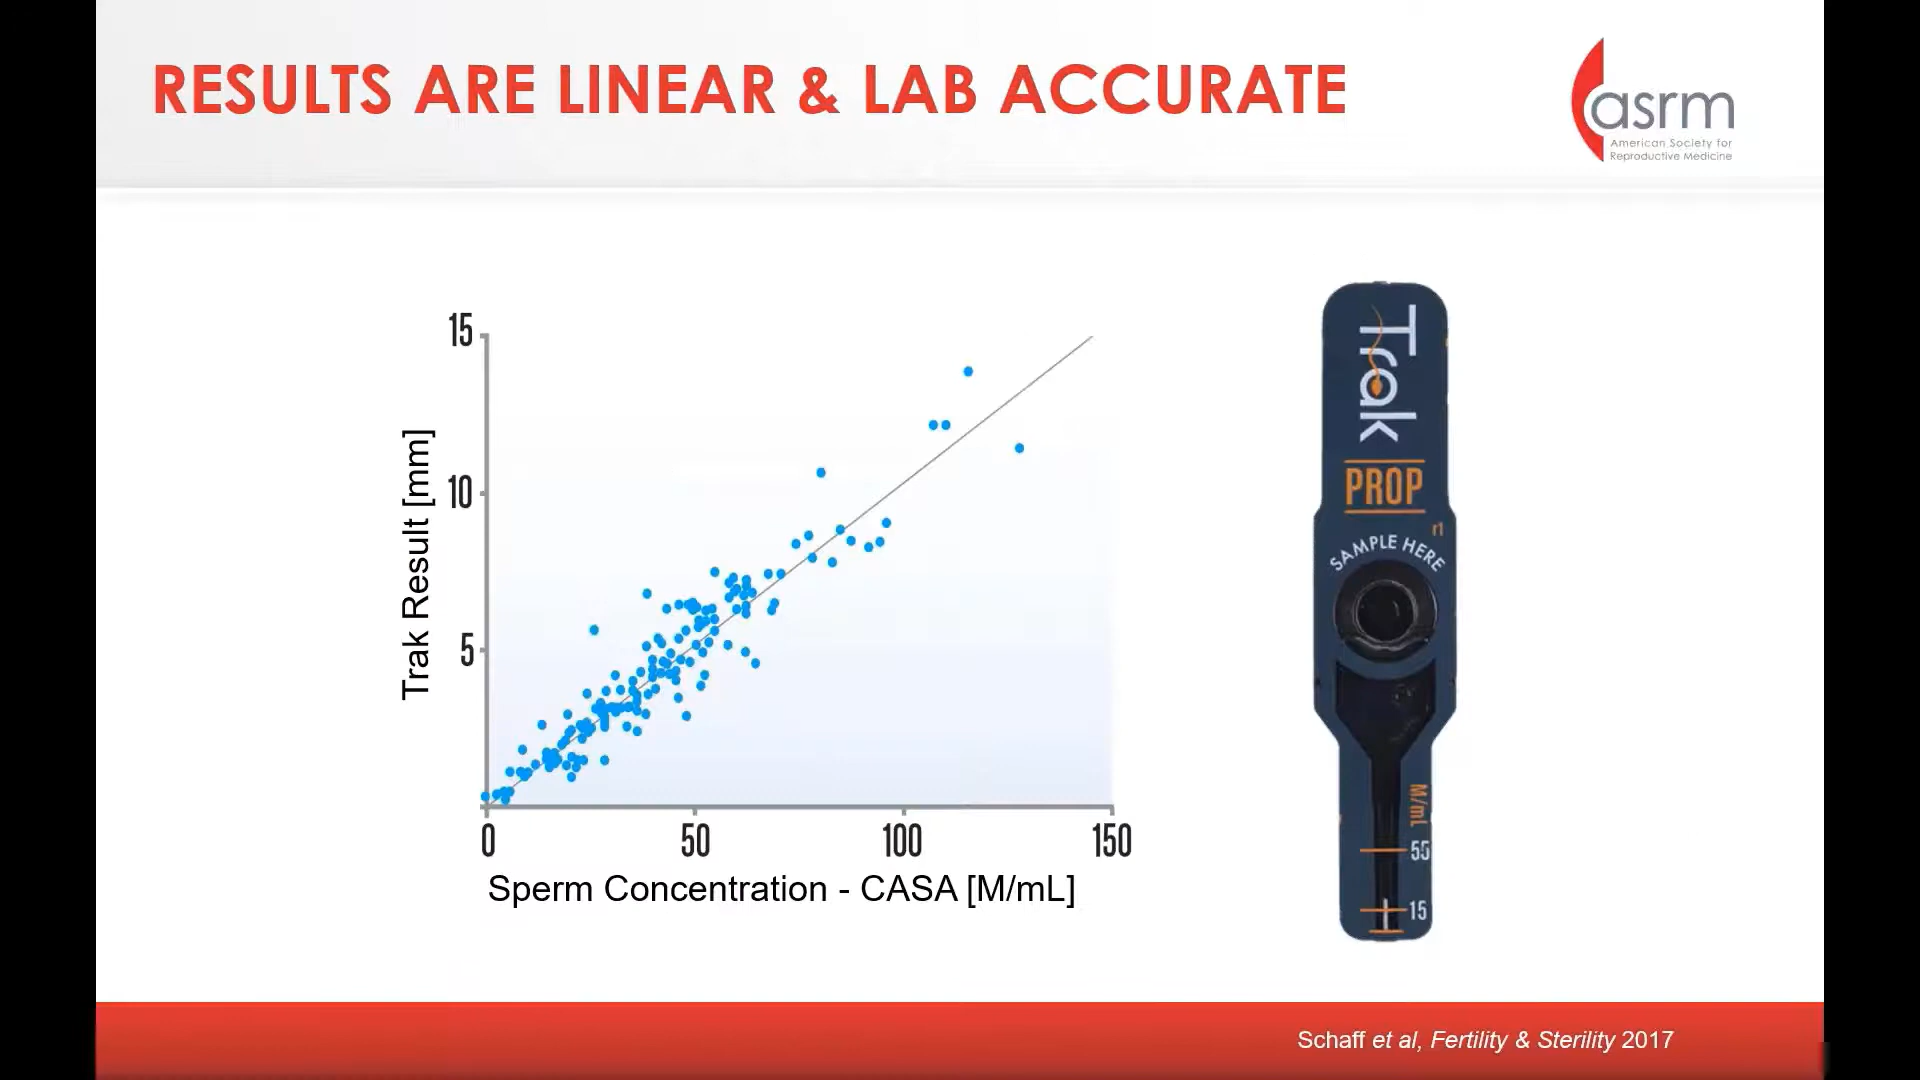 RESULTS ARE LINEAR & LAB ACCURATE
asrm
American Society for
Reproductive Medicine
15
10
5
Trak Result [mm]
0
50
100
150
Sperm Concentration - CASA [M/mL]
Trak
PROP
r1
SAMPLE HERE
M/mL
55
15
Schaff et al, Fertility & Sterility 2017